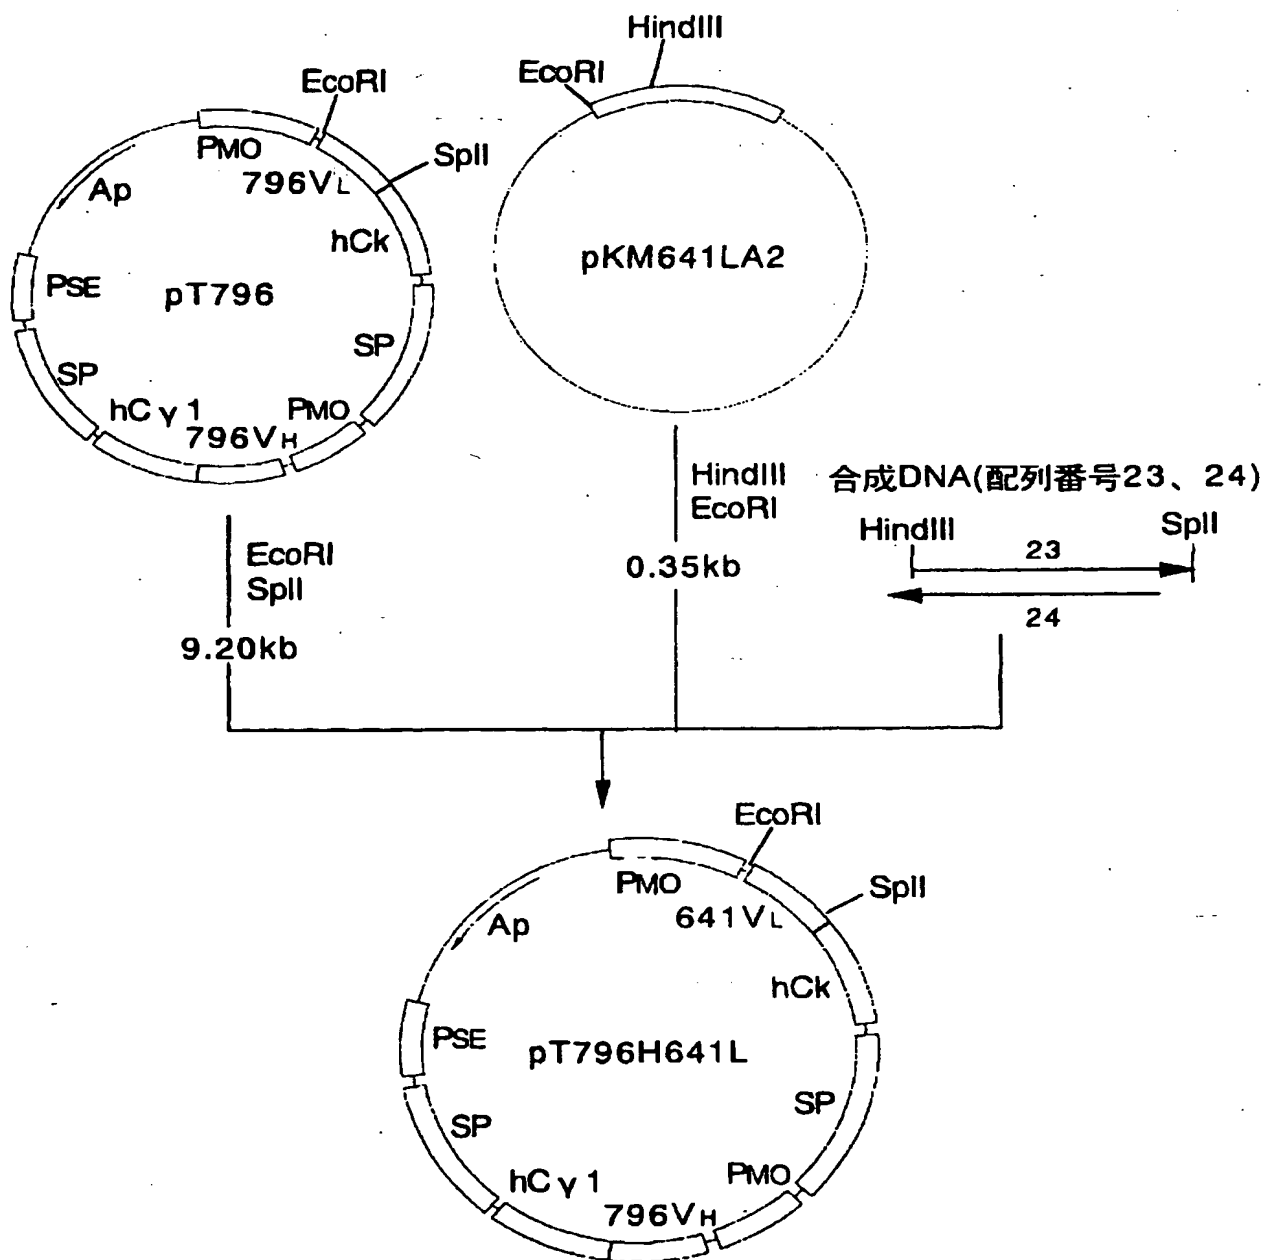 HindIII
EcoRI
EcoRI
SplI
PMO
796VL
Ap
hCk
pKM641LA2
PSE
pT796
SP
SP
hCγ1
PMO
796VH
HindIII
EcoRI
合成DNA(配列番号23、24)
HindIII
SplI
23
EcoRI
SplI
0.35kb
24
9.20kb
EcoRI
SplI
PMO
641VL
Ap
hCk
PSE
pT796H641L
SP
SP
hCγ1
PMO
796VH